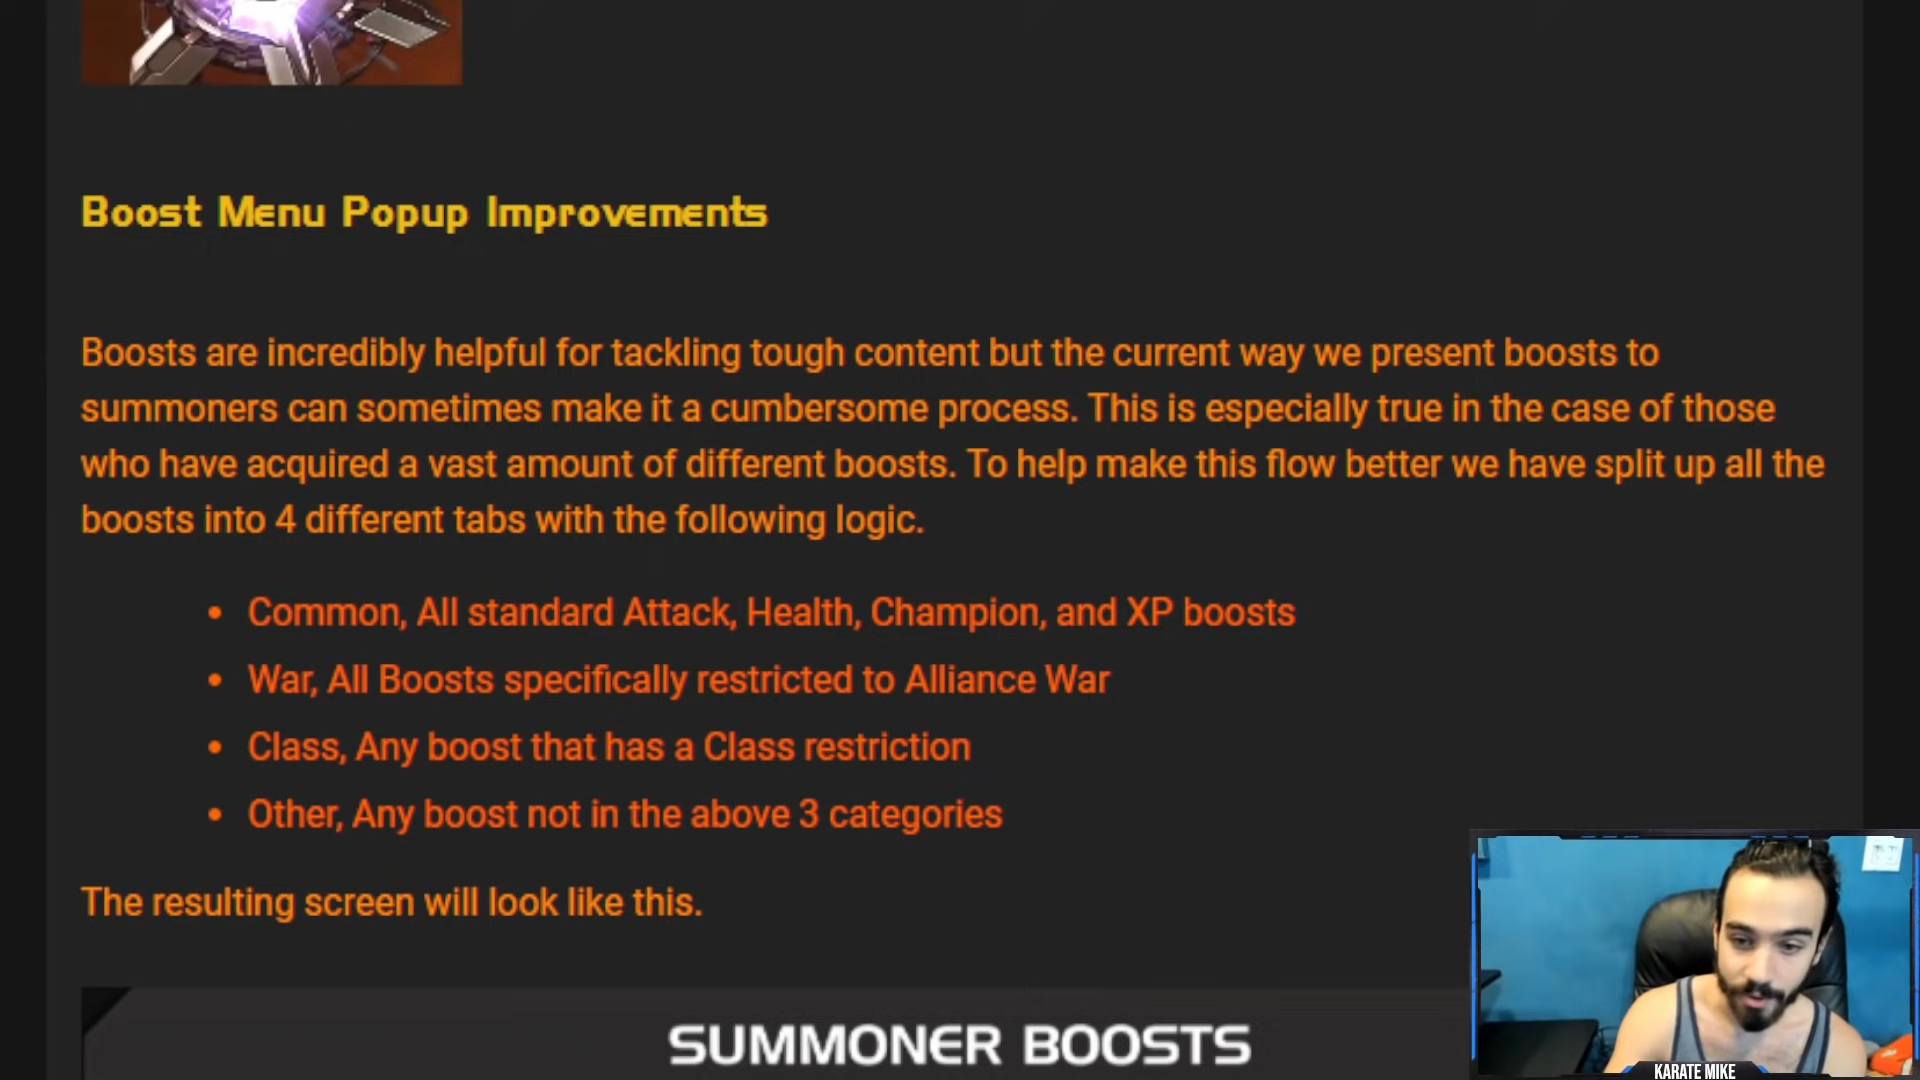 Boost Menu Popup Improvements
Boosts are incredibly helpful for tackling tough content but the current way we present boosts to
summoners can sometimes make it a cumbersome process. This is especially true in the case of those
who have acquired a vast amount of different boosts. To help make this flow better we have split up all the
boosts into 4 different tabs with the following logic.
• Common, All standard Attack, Health, Champion, and XP boosts
• War, All Boosts specifically restricted to Alliance War
• Class, Any boost that has a Class restriction
• Other, Any boost not in the above 3 categories
The resulting screen will look like this.
SUMMONER BOOSTS
KARATE MIKE